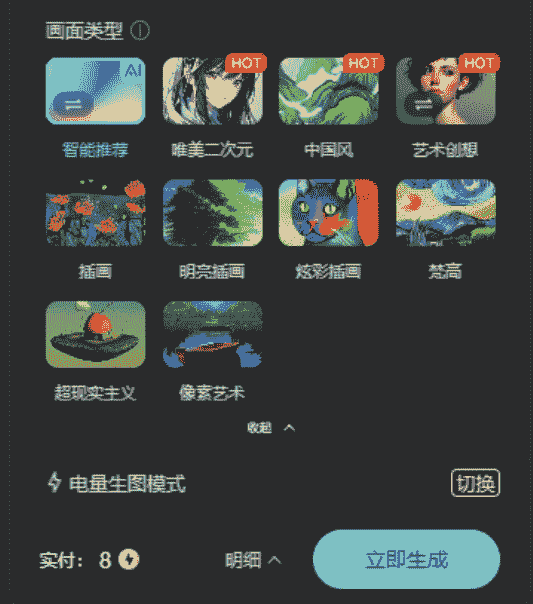 画面类型
AI
HOT
HOT
HOT
智能推荐
唯美二次元
中国风
艺术创想
插画
明亮插画
炫彩插画
梵高
超现实主义
像素艺术
收起
电量生图模式
切换
实付： 8
明细
立即生成